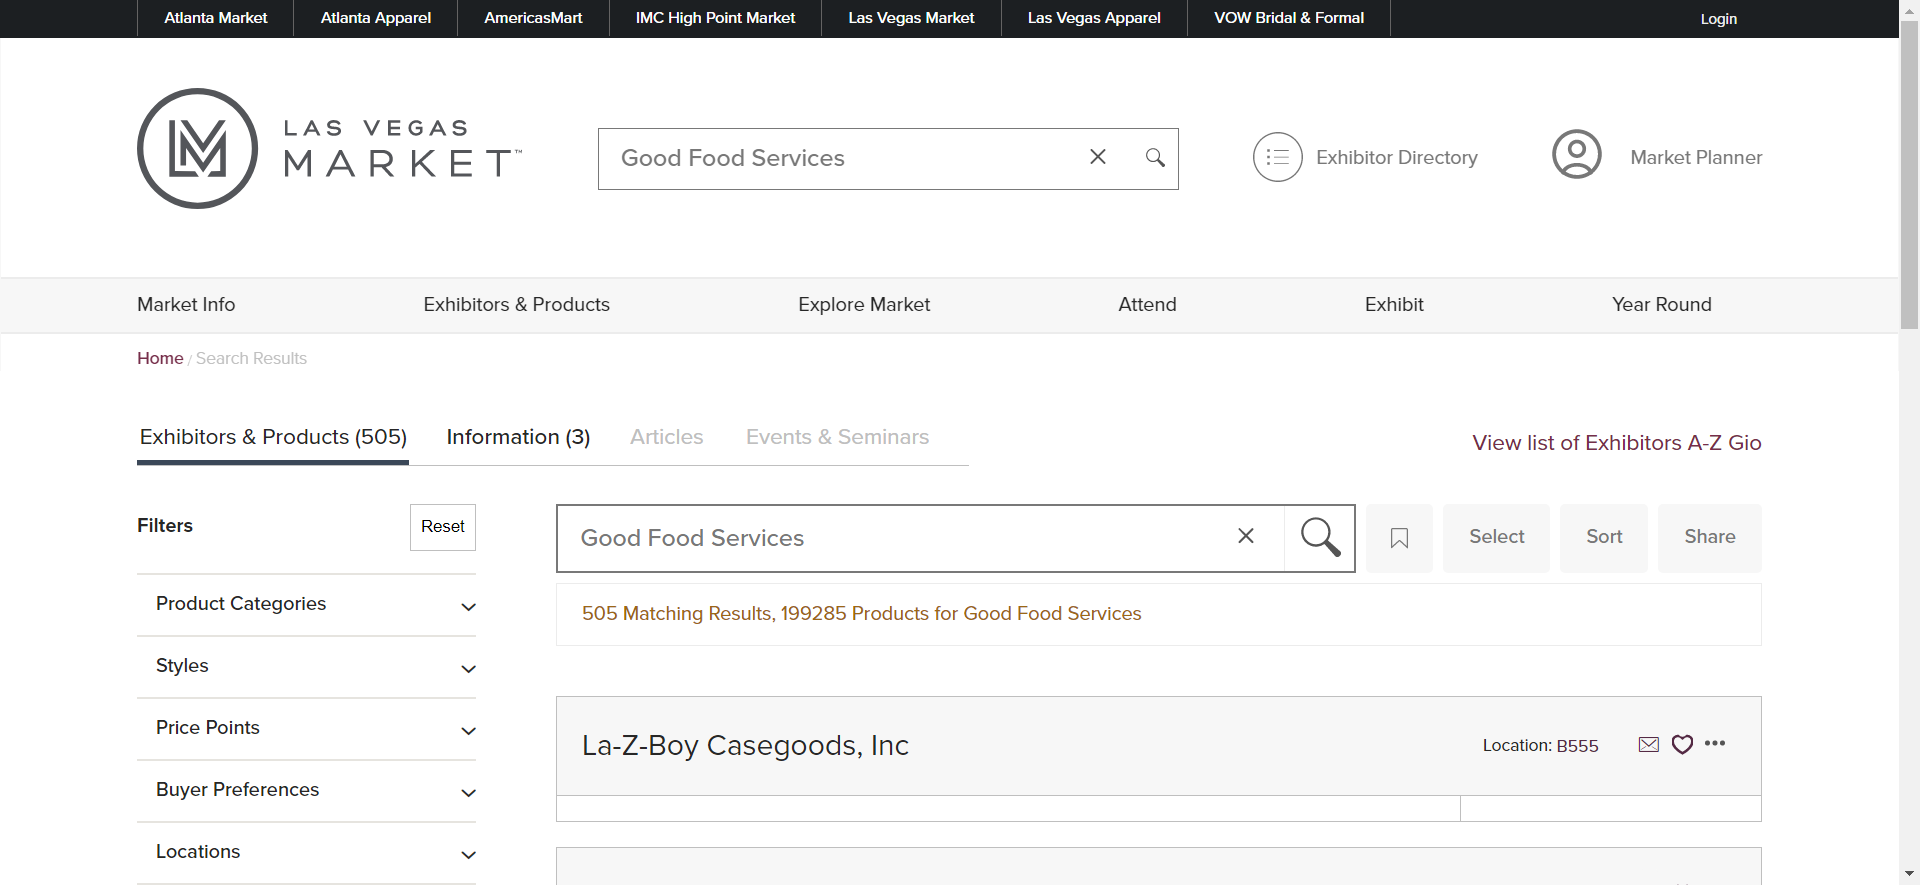 Atlanta Market
Atlanta Apparel
AmericasMart
IMC High Point Market
Las Vegas Market
Las Vegas Apparel
VOW Bridal & Formal
Login
LAS VEGAS
MARKET™
Good Food Services
Exhibitor Directory
Market Planner
Market Info
Exhibitors & Products
Explore Market
Attend
Exhibit
Year Round
Home / Search Results
Exhibitors & Products (505)
Information (3)
Articles
Events & Seminars
View list of Exhibitors A-Z Gio
Filters
Reset
Good Food Services
Select
Sort
Share
Product Categories
505 Matching Results, 199285 Products for Good Food Services
Styles
Price Points
La-Z-Boy Casegoods, Inc
Location: B555
Buyer Preferences
Locations